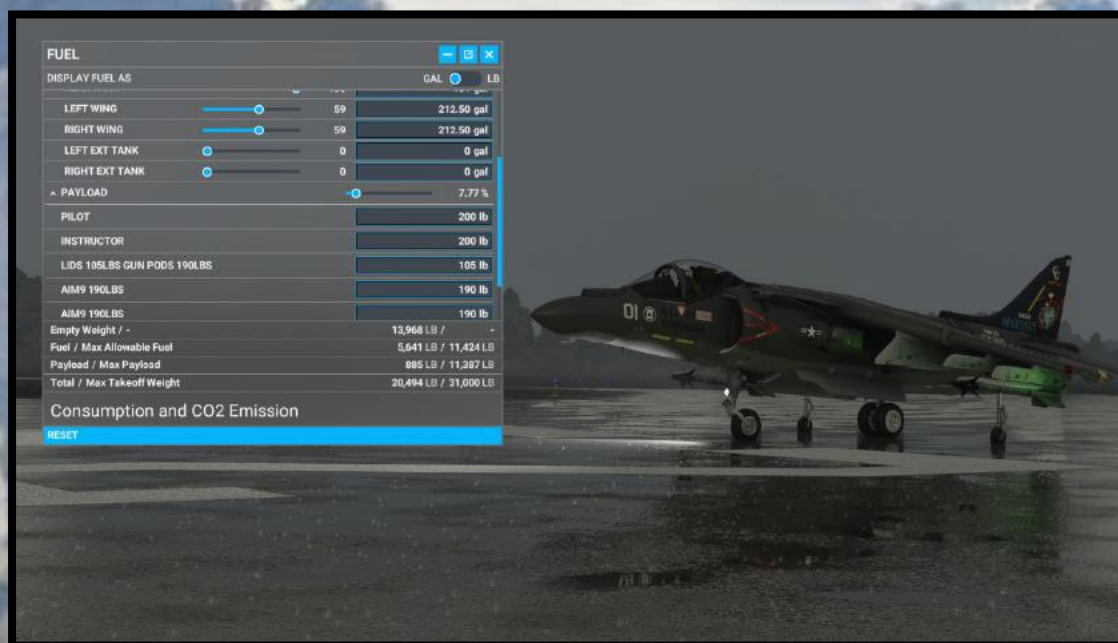 FUEL
DISPLAY FUEL AS GAL LB
LEFT WING 59 212.50 gal
RIGHT WING 59 212.50 gal
LEFT EXT TANK 0 0 gal
RIGHT EXT TANK 0 0 gal
PAYLOAD 7.77 %
PILOT 200 lb
INSTRUCTOR 200 lb
LIDS 105LBS GUN PODS 190LBS 105 lb
AIM9 190LBS 190 lb
AIM9 190LBS 190 lb
Empty Weight / - 13,968 LB / -
Fuel / Max Allowable Fuel 5,641 LB / 11,424 LB
Payload / Max Payload 885 LB / 11,387 LB
Total / Max Takeoff Weight 20,494 LB / 31,000 LB
Consumption and CO2 Emission
RESET
01
MARINES